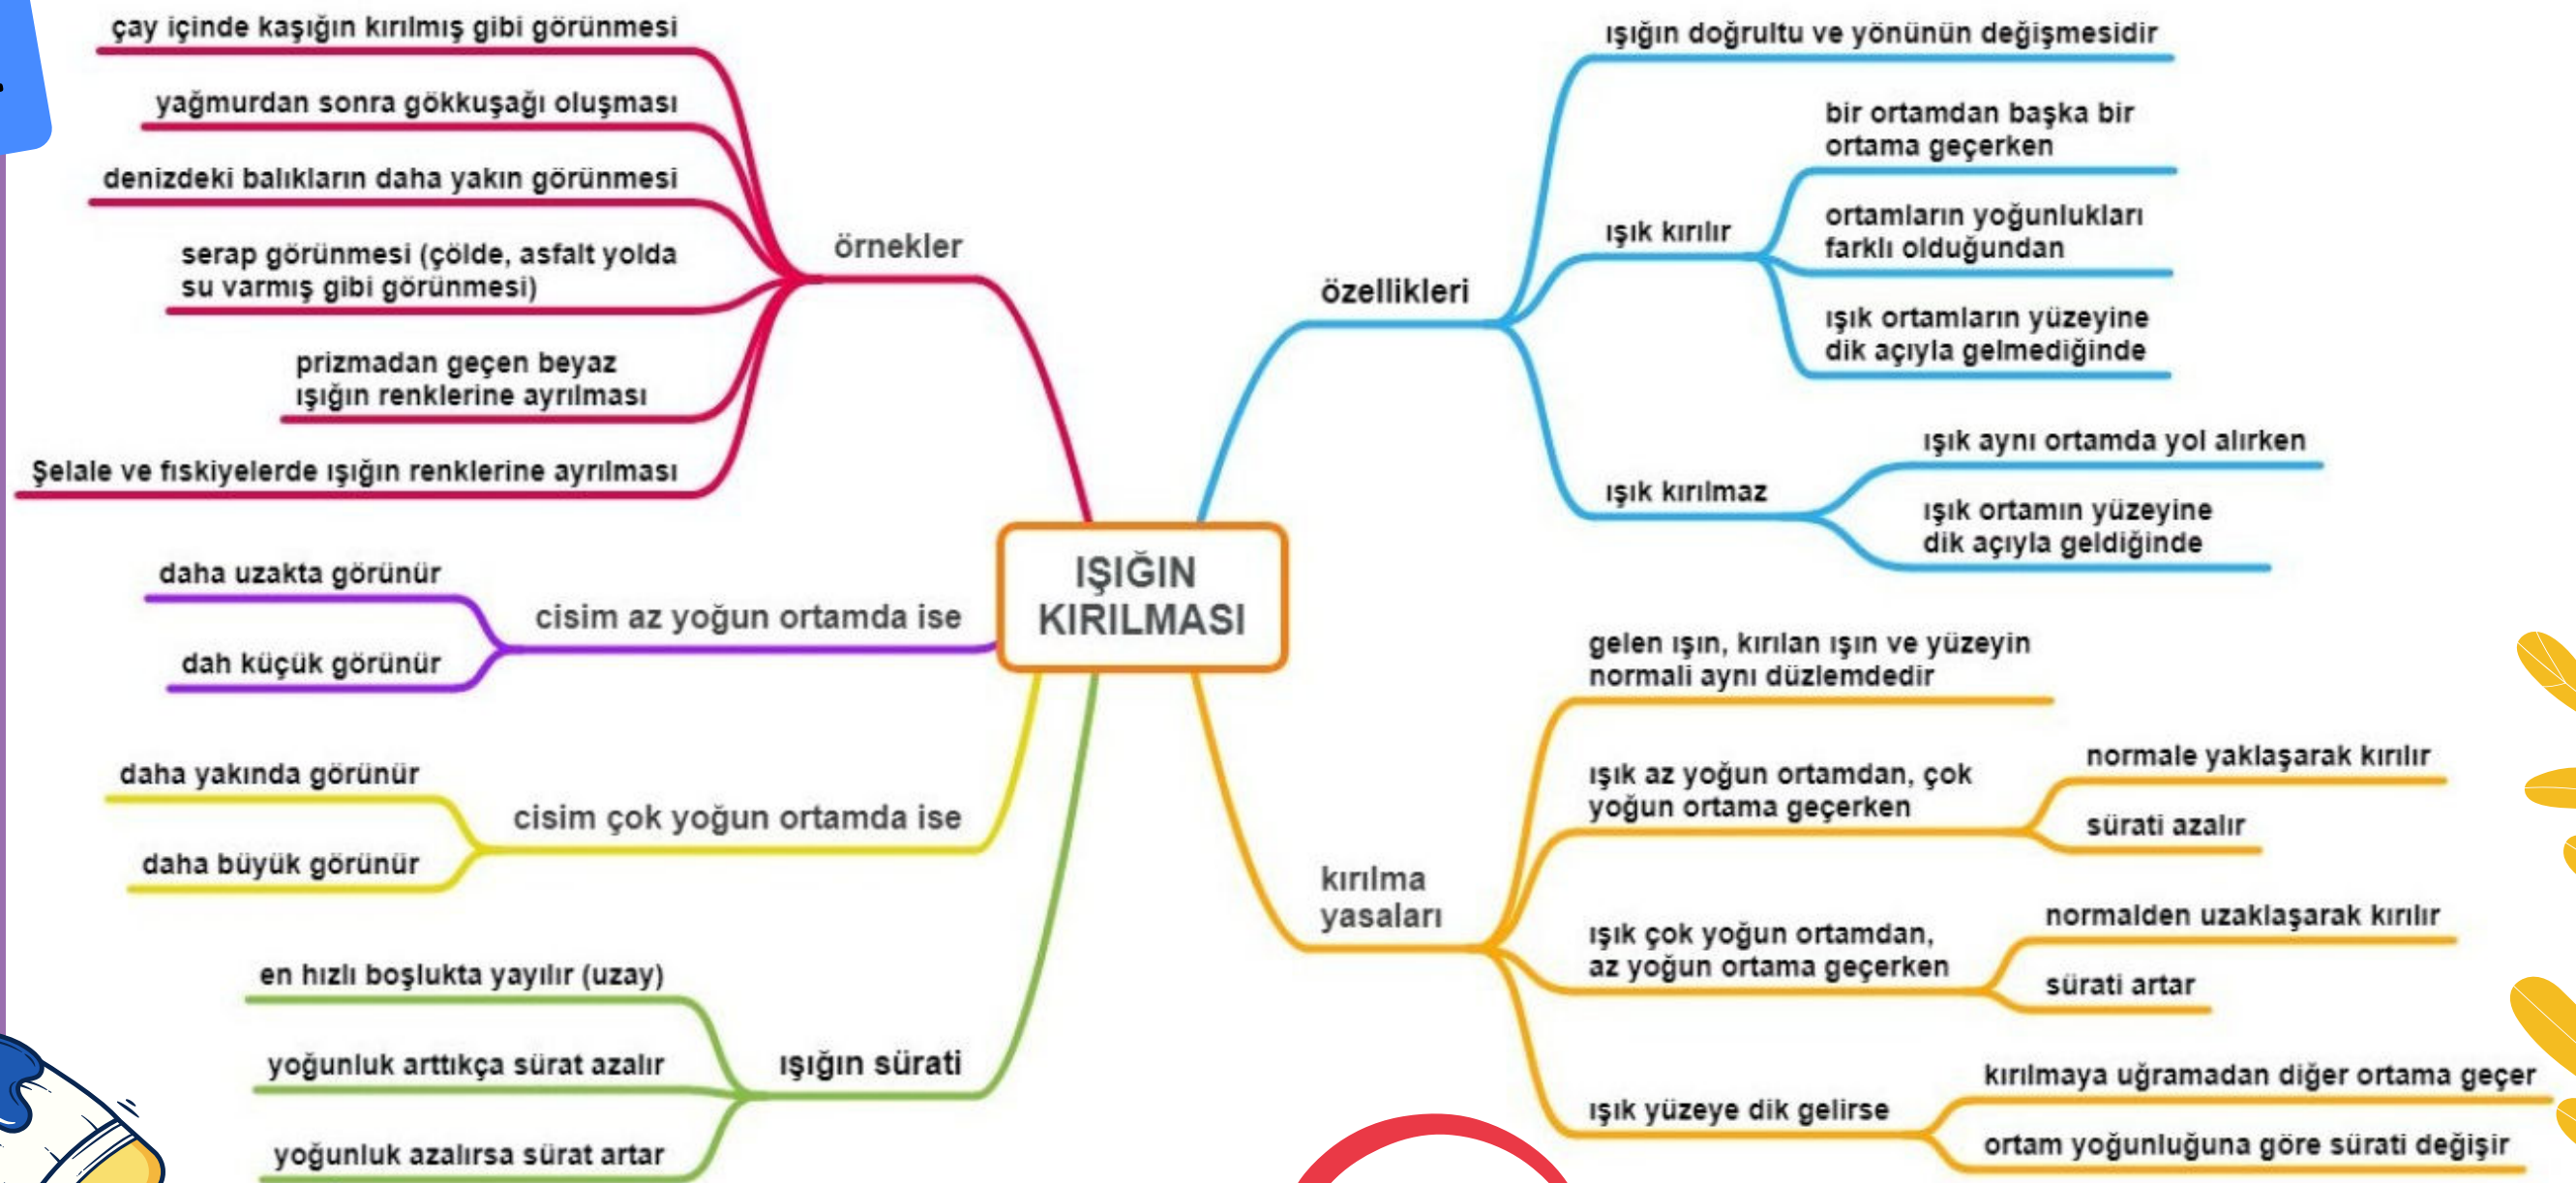 çay içinde kaşığın kırılmış gibi görünmesi
yağmurdan sonra gökkuşağı oluşması
denizdeki balıkların daha yakın görünmesi
serap görünmesi (çölde, asfalt yolda
su varmış gibi görünmesi)
prizmadan geçen beyaz
ışığın renklerine ayrılması
Şelale ve fıskiyelerde ışığın renklerine ayrılması
örnekler
daha uzakta görünür
dah küçük görünür
cisim az yoğun ortamda ise
daha yakında görünür
daha büyük görünür
cisim çok yoğun ortamda ise
en hızlı boşlukta yayılır (uzay)
yoğunluk arttıkça sürat azalır
yoğunluk azalırsa sürat artar
ışığın sürati
IŞIĞIN
KIRILMASI
özellikleri
ışığın doğrultu ve yönünün değişmesidir
ışık kırılır
bir ortamdan başka bir
ortama geçerken
ortamların yoğunlukları
farklı olduğundan
ışık ortamların yüzeyine
dik açıyla gelmediğinde
ışık kırılmaz
ışık aynı ortamda yol alırken
ışık ortamın yüzeyine
dik açıyla geldiğinde
kırılma
yasaları
gelen ışın, kırılan ışın ve yüzeyin
normali aynı düzlemdedir
ışık az yoğun ortamdan, çok
yoğun ortama geçerken
normale yaklaşarak kırılır
sürati azalır
ışık çok yoğun ortamdan,
az yoğun ortama geçerken
normalden uzaklaşarak kırılır
sürati artar
ışık yüzeye dik gelirse
kırılmaya uğramadan diğer ortama geçer
ortam yoğunluğuna göre sürati değişir